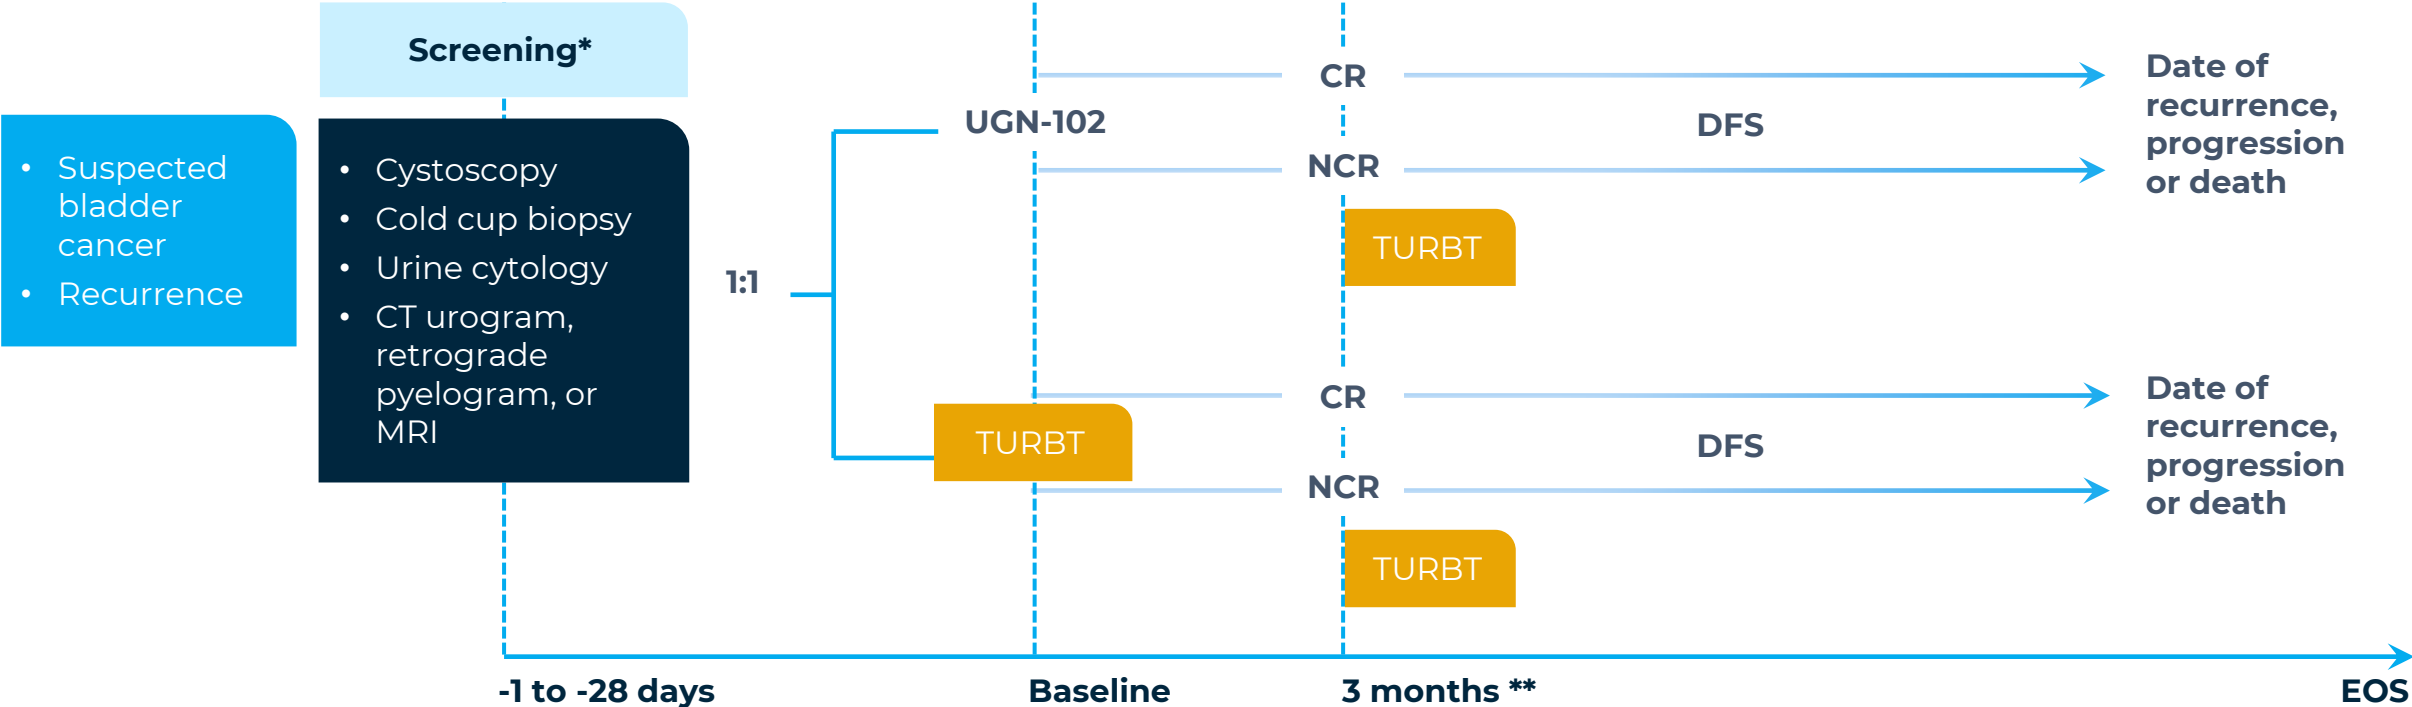 Screening*
• Suspected
bladder
cancer
• Recurrence
• Cystoscopy
• Cold cup biopsy
• Urine cytology
• CT urogram,
retrograde
pyelogram, or
MRI
1:1
UGN-102
CR
NCR
DFS
TURBT
Date of
recurrence,
progression
or death
TURBT
CR
NCR
DFS
TURBT
Date of
recurrence,
progression
or death
-1 to -28 days
Baseline
3 months **
EOS